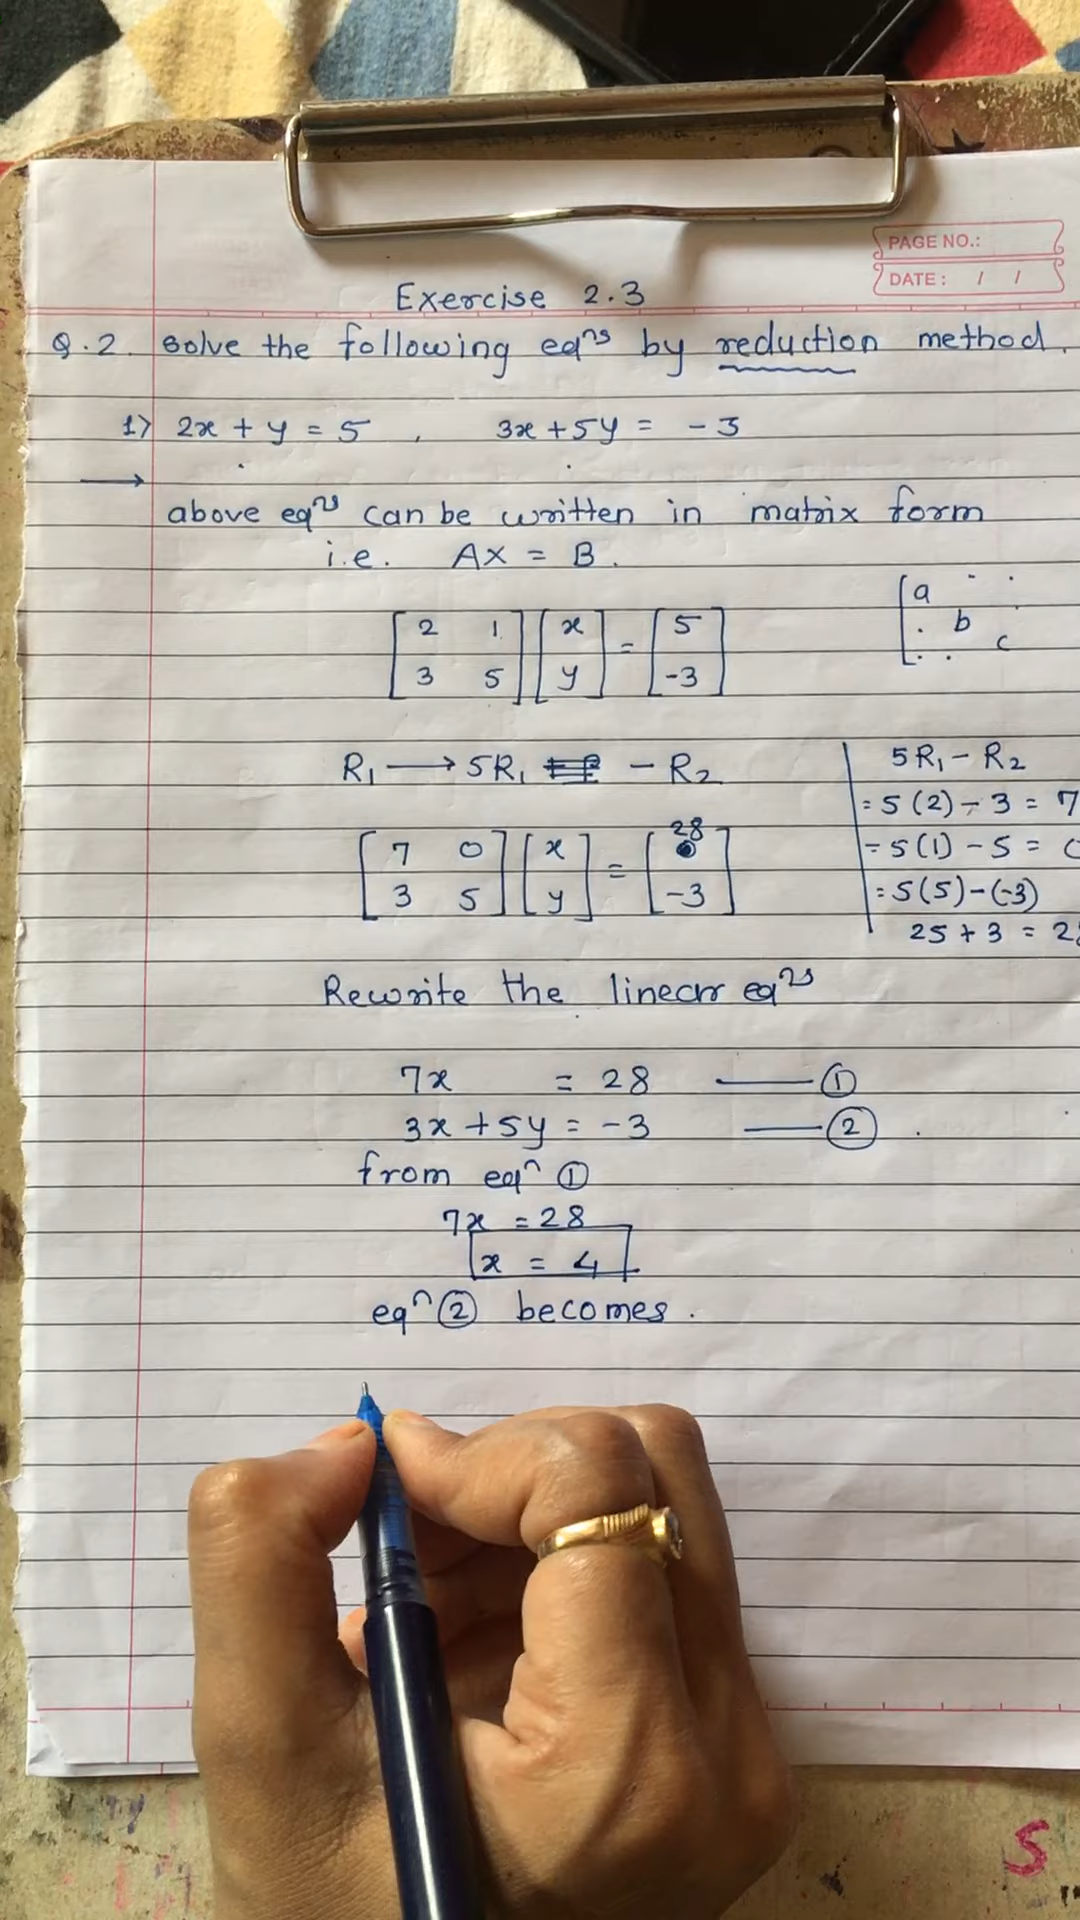 PAGE NO.:
DATE: / /
Exercise 2.3
Q.2. solve the following eqⁿˢ by reduction method.
1) 2x + y = 5 , 3x + 5y = -3
→
above eqⁿˢ can be written in matrix form
i.e. AX = B.
[2 1; 3 5] [x; y] = [5; -3]
[a . . ; . b ; . . c
R₁ → 5R₁ - R₂
[7 0; 3 5] [x; y] = [28; -3]
5R₁ - R₂
= 5(2) - 3 = 7
= 5(1) - 5 = 0
= 5(5) - (-3)
25 + 3 = 28
Rewrite the linear eqⁿˢ
7x = 28 —— ①
3x + 5y = -3 —— ②
from eqⁿ ①
7x = 28
x = 4
eqⁿ ② becomes.
S